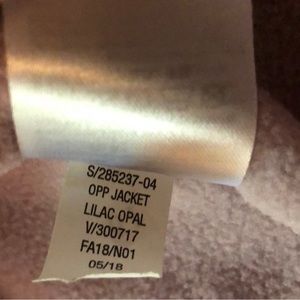 S/285237-04
OPP JACKET
LILAC OPAL
V/300717
FA18/N01
05/18